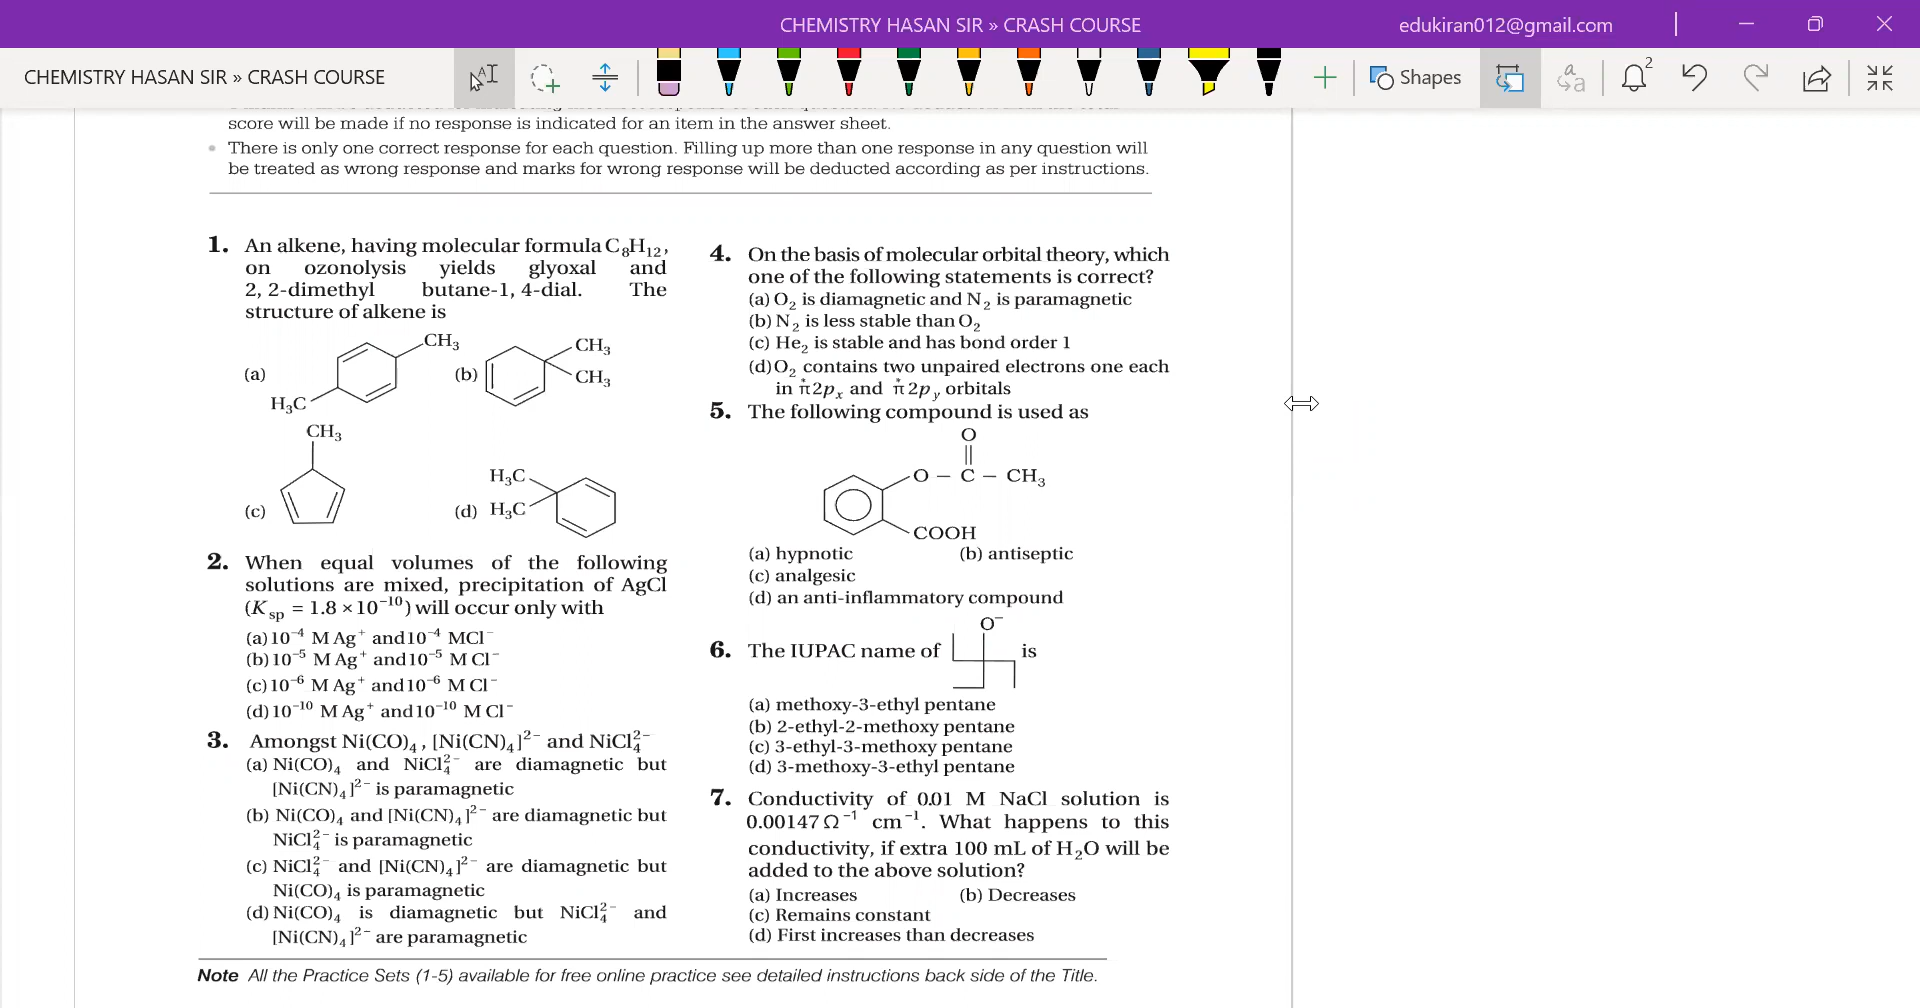 CHEMISTRY HASAN SIR » CRASH COURSE
edukiran012@gmail.com
CHEMISTRY HASAN SIR » CRASH COURSE
Shapes
2
score will be made if no response is indicated for an item in the answer sheet.
• There is only one correct response for each question. Filling up more than one response in any question will
be treated as wrong response and marks for wrong response will be deducted according as per instructions.
1. An alkene, having molecular formula C₈H₁₂,
on ozonolysis yields glyoxal and
2, 2-dimethyl butane-1, 4-dial. The
structure of alkene is
(a)
CH₃
H₃C
(b)
CH₃
CH₃
(c)
CH₃
(d)
H₃C
H₃C
2. When equal volumes of the following
solutions are mixed, precipitation of AgCl
(Kₛₚ = 1.8 × 10⁻¹⁰) will occur only with
(a) 10⁻⁴ M Ag⁺ and 10⁻⁴ M Cl⁻
(b) 10⁻⁵ M Ag⁺ and 10⁻⁵ M Cl⁻
(c) 10⁻⁶ M Ag⁺ and 10⁻⁶ M Cl⁻
(d) 10⁻¹⁰ M Ag⁺ and 10⁻¹⁰ M Cl⁻
3. Amongst Ni(CO)₄, [Ni(CN)₄]²⁻ and NiCl₄²⁻
(a) Ni(CO)₄ and NiCl₄²⁻ are diamagnetic but
[Ni(CN)₄]²⁻ is paramagnetic
(b) Ni(CO)₄ and [Ni(CN)₄]²⁻ are diamagnetic but
NiCl₄²⁻ is paramagnetic
(c) NiCl₄²⁻ and [Ni(CN)₄]²⁻ are diamagnetic but
Ni(CO)₄ is paramagnetic
(d) Ni(CO)₄ is diamagnetic but NiCl₄²⁻ and
[Ni(CN)₄]²⁻ are paramagnetic
4. On the basis of molecular orbital theory, which
one of the following statements is correct?
(a) O₂ is diamagnetic and N₂ is paramagnetic
(b) N₂ is less stable than O₂
(c) He₂ is stable and has bond order 1
(d) O₂ contains two unpaired electrons one each
in π*2pₓ and π*2p_y orbitals
5. The following compound is used as
O
O — C — CH₃
COOH
(a) hypnotic (b) antiseptic
(c) analgesic
(d) an anti-inflammatory compound
O⁻
6. The IUPAC name of is
(a) methoxy-3-ethyl pentane
(b) 2-ethyl-2-methoxy pentane
(c) 3-ethyl-3-methoxy pentane
(d) 3-methoxy-3-ethyl pentane
7. Conductivity of 0.01 M NaCl solution is
0.00147 Ω⁻¹ cm⁻¹. What happens to this
conductivity, if extra 100 mL of H₂O will be
added to the above solution?
(a) Increases (b) Decreases
(c) Remains constant
(d) First increases than decreases
Note All the Practice Sets (1-5) available for free online practice see detailed instructions back side of the Title.